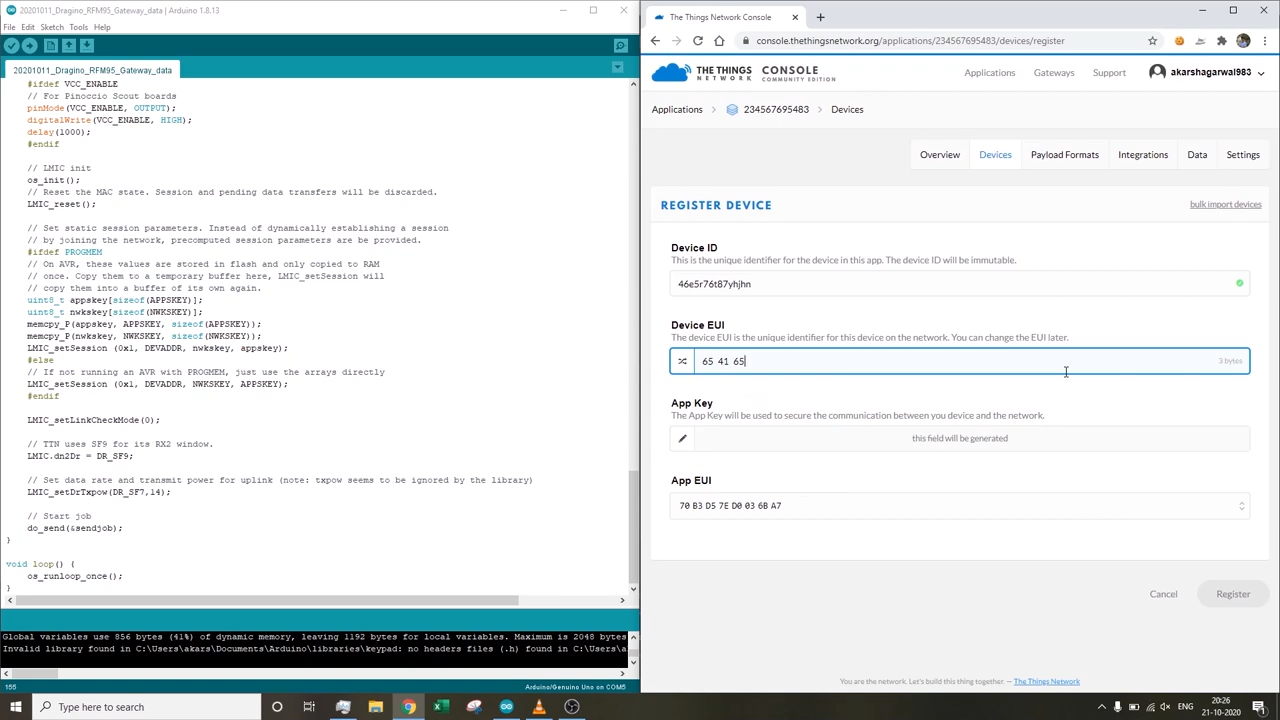 20201011_Dragino_RFM95_Gateway_data | Arduino 1.8.13
File Edit Sketch Tools Help
20201011_Dragino_RFM95_Gateway_data
#ifdef VCC_ENABLE
// For Pinoccio Scout boards
pinMode(VCC_ENABLE, OUTPUT);
digitalWrite(VCC_ENABLE, HIGH);
delay(1000);
#endif
// LMIC init
os_init();
// Reset the MAC state. Session and pending data transfers will be discarded.
LMIC_reset();
// Set static session parameters. Instead of dynamically establishing a session
// by joining the network, precomputed session parameters are be provided.
#ifdef PROGMEM
// On AVR, these values are stored in flash and only copied to RAM
// once. Copy them to a temporary buffer here, LMIC_setSession will
// copy them into a buffer of its own again.
uint8_t appskey[sizeof(APPSKEY)];
uint8_t nwkskey[sizeof(NWKSKEY)];
memcpy_P(appskey, APPSKEY, sizeof(APPSKEY));
memcpy_P(nwkskey, NWKSKEY, sizeof(NWKSKEY));
LMIC_setSession (0x1, DEVADDR, nwkskey, appskey);
#else
// If not running an AVR with PROGMEM, just use the arrays directly
LMIC_setSession (0x1, DEVADDR, NWKSKEY, APPSKEY);
#endif
LMIC_setLinkCheckMode(0);
// TTN uses SF9 for its RX2 window.
LMIC.dn2Dr = DR_SF9;
// Set data rate and transmit power for uplink (note: txpow seems to be ignored by the library)
LMIC_setDrTxpow(DR_SF7,14);
// Start job
do_send(&sendjob);
}
void loop() {
os_runloop_once();
}
Global variables use 856 bytes (41%) of dynamic memory, leaving 1192 bytes for local variables. Maximum is 2048 bytes
Invalid library found in C:\Users\akars\Documents\Arduino\libraries\keypad: no headers files (.h) found in C:\Users\a
155 Arduino/Genuino Uno on COM5
The Things Network Console
console.thethingsnetwork.org/applications/234567695483/devices/register
THE THINGS NETWORK CONSOLE COMMUNITY EDITION
Applications Gateways Support akarshagarwal983
Applications 234567695483 Devices
Overview Devices Payload Formats Integrations Data Settings
REGISTER DEVICE bulk import devices
Device ID
This is the unique identifier for the device in this app. The device ID will be immutable.
46e5r76t87yhjhn
Device EUI
The device EUI is the unique identifier for this device on the network. You can change the EUI later.
65 41 65 3 bytes
App Key
The App Key will be used to secure the communication between you device and the network.
this field will be generated
App EUI
70 B3 D5 7E D0 03 6B A7
Cancel Register
You are the network. Let's build this thing together. — The Things Network
Type here to search
ENG
20:26
21-10-2020